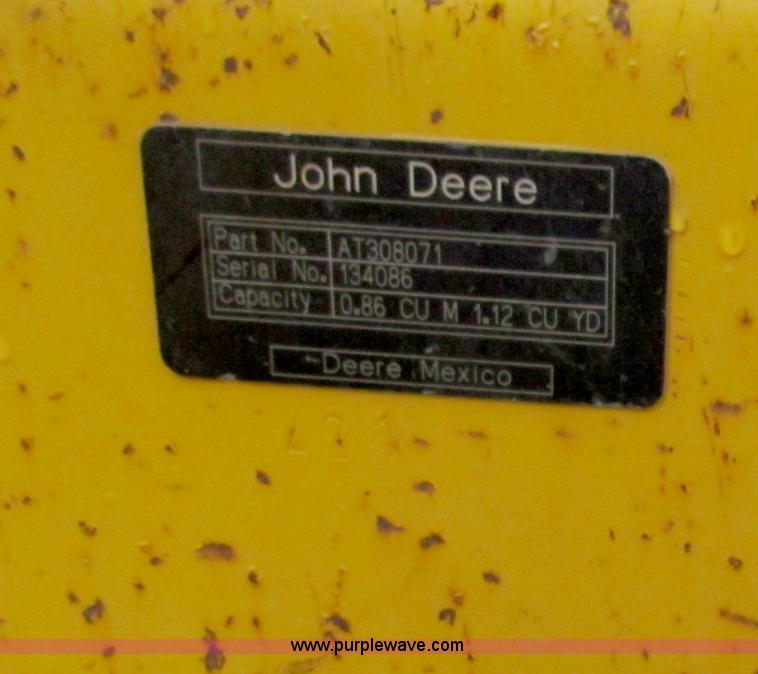 John Deere
Part No. AT308071
Serial No. 134086
Capacity 0.86 CU M 1.12 CU YD
Deere Mexico
www.purplewave.com